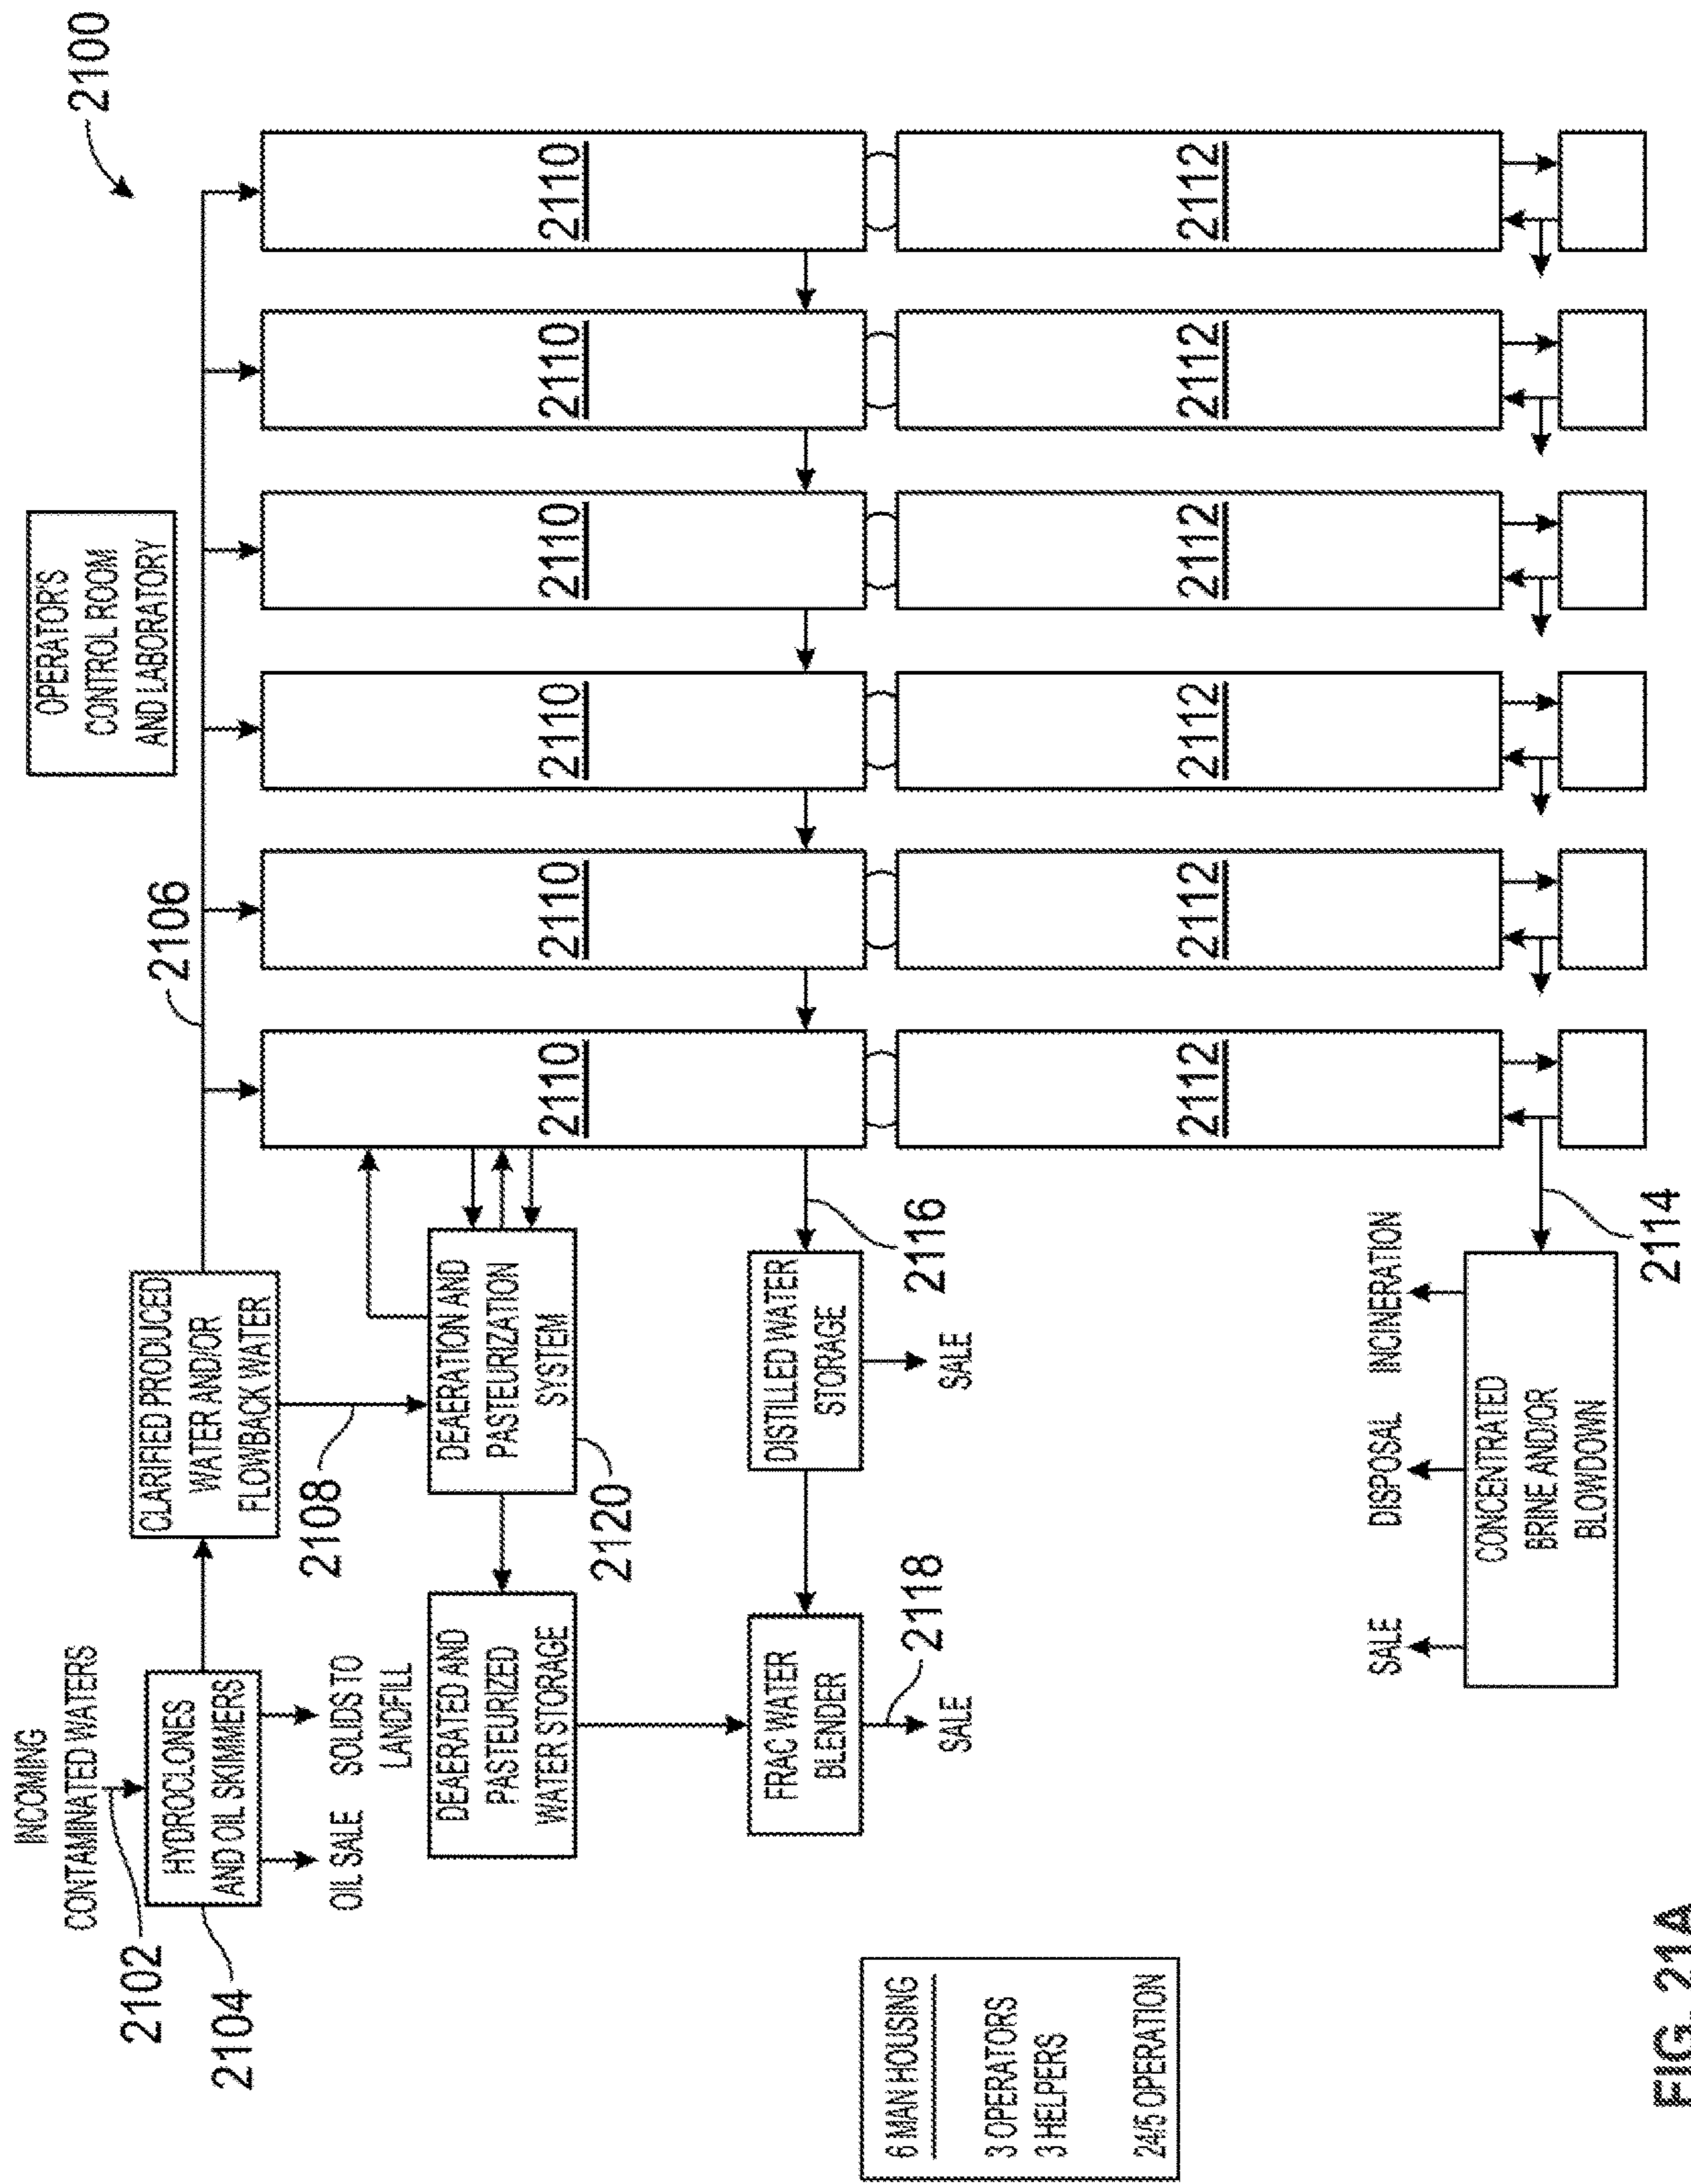 2100
OPERATOR'S
CONTROL ROOM
AND LABORATORY
2106
INCOMING
CONTAMINATED WATERS
2102
HYDROCLONES
AND OIL SKIMMERS
2104
OIL SALE
SOLIDS TO
LANDFILL
CLARIFIED PRODUCED
WATER AND/OR
FLOWBACK WATER
2108
DEAERATION AND
PASTEURIZATION
SYSTEM
2120
DEAERATED AND
PASTEURIZED
WATER STORAGE
DISTILLED WATER
STORAGE
2116
SALE
FRAC WATER
BLENDER
2118
SALE
2110
2110
2110
2110
2110
2110
2112
2112
2112
2112
2112
2112
SALE
DISPOSAL
INCINERATION
CONCENTRATED
BRINE AND/OR
BLOWDOWN
2114
6 MAN HOUSING
3 OPERATORS
3 HELPERS
24/5 OPERATION
FIG. 21A